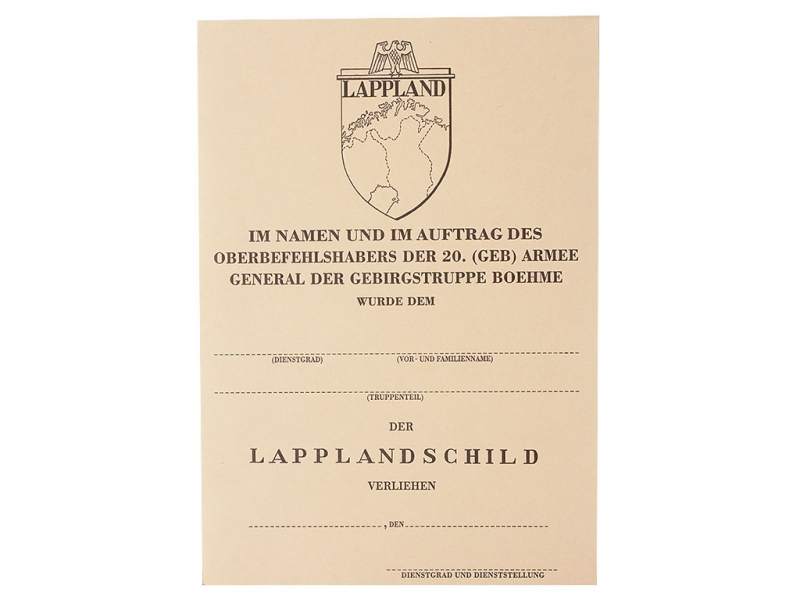 LAPPLAND
IM NAMEN UND IM AUFTRAG DES
OBERBEFEHLSHABERS DER 20. (GEB) ARMEE
GENERAL DER GEBIRGSTRUPPE BOEHME
WURDE DEM
(DIENSTGRAD) (VOR- UND FAMILIENNAME)
(TRUPPENTEIL)
DER
LAPPLANDSCHILD
VERLIEHEN
, DEN
DIENSTGRAD UND DIENSTSTELLUNG